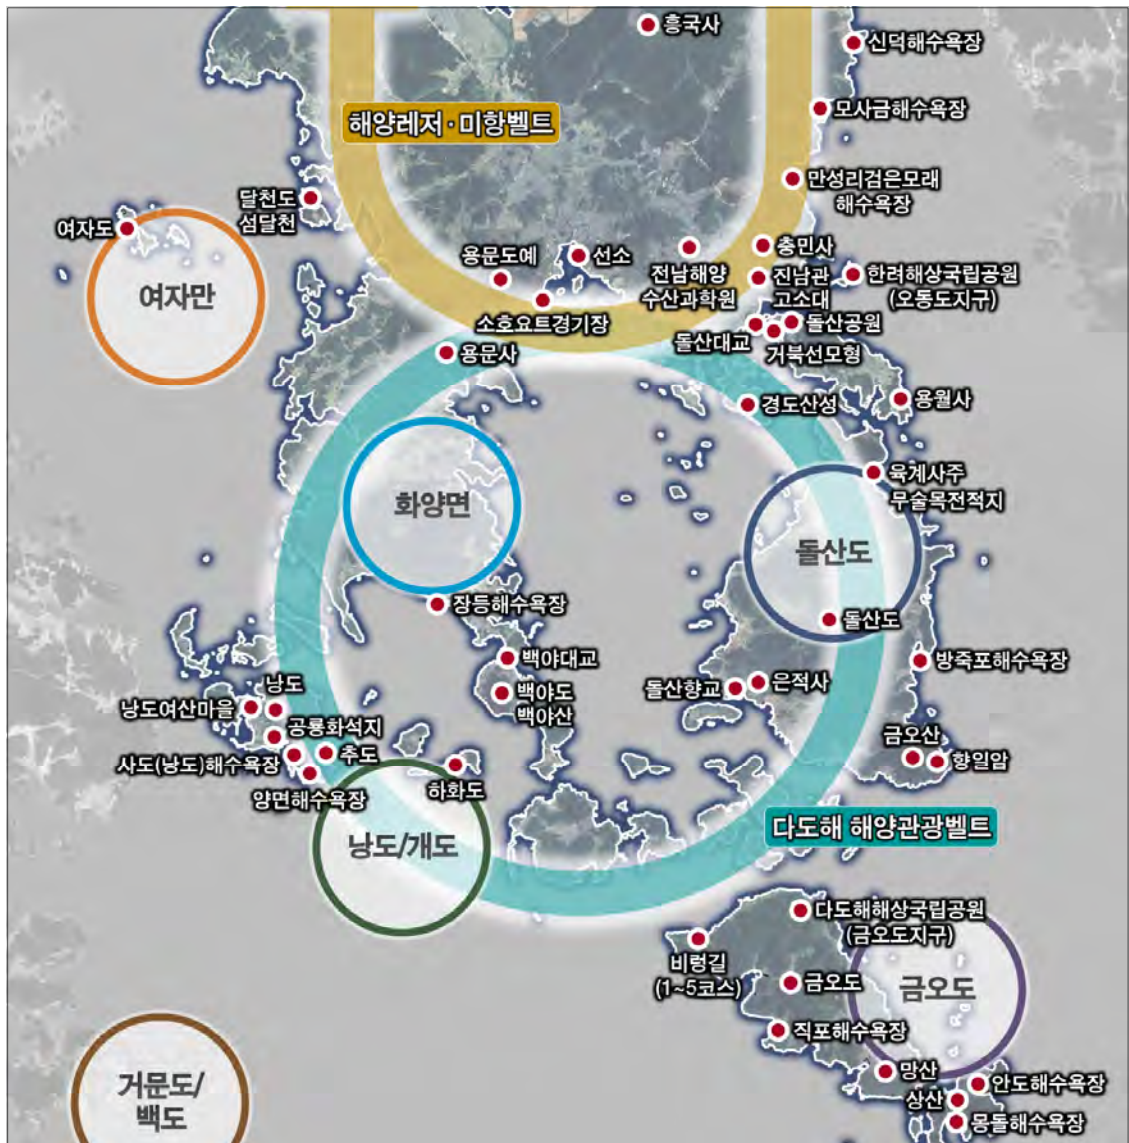 흥국사
신덕해수욕장
해양레저·미항벨트
모사금해수욕장
만성리검은모래
해수욕장
달천도
섬달천
여자도
여자만
용문도예
선소
전남해양
수산과학원
충민사
진남관
고소대
한려해상국립공원
(오동도지구)
소호요트경기장
돌산대교
돌산공원
거북선모형
용문사
경도산성
용월사
육계사주
무술목전적지
화양면
돌산도
장등해수욕장
돌산도
백야대교
방죽포해수욕장
백야도
백야산
돌산향교
은적사
낭도
낭도여산마을
공룡화석지
사도(낭도)해수욕장
추도
양면해수욕장
하화도
금오산
향일암
낭도/개도
다도해 해양관광벨트
다도해해상국립공원
(금오도지구)
비렁길
(1~5코스)
금오도
금오도
직포해수욕장
망산
안도해수욕장
상산
몽돌해수욕장
거문도/
백도